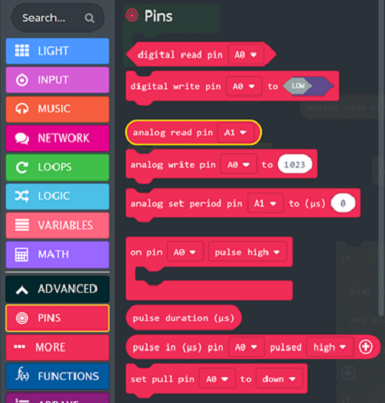 Search...
Pins
LIGHT
INPUT
MUSIC
NETWORK
LOOPS
LOGIC
VARIABLES
MATH
ADVANCED
PINS
MORE
FUNCTIONS
ARRAYS
digital read pin A0
digital write pin A0 to LOW
analog read pin A1
analog write pin A0 to 1023
analog set period pin A1 to (µs) 0
on pin A0 pulse high
pulse duration (µs)
pulse in (µs) pin A0 pulsed high
set pull pin A0 to down